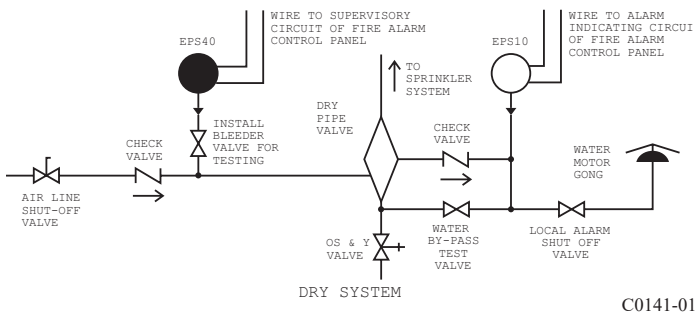 WIRE TO SUPERVISORY
CIRCUIT OF FIRE ALARM
CONTROL PANEL
EPS40
WIRE TO ALARM
INDICATING CIRCUI
OF FIRE ALARM
CONTROL PANEL
EPS10
TO
SPRINKLER
SYSTEM
DRY
PIPE
VALVE
INSTALL
BLEEDER
VALVE FOR
TESTING
CHECK
VALVE
CHECK
VALVE
WATER
MOTOR
GONG
AIR LINE
SHUT-OFF
VALVE
OS & Y
VALVE
WATER
BY-PASS
TEST
VALVE
LOCAL ALARM
SHUT OFF
VALVE
DRY SYSTEM
C0141-01